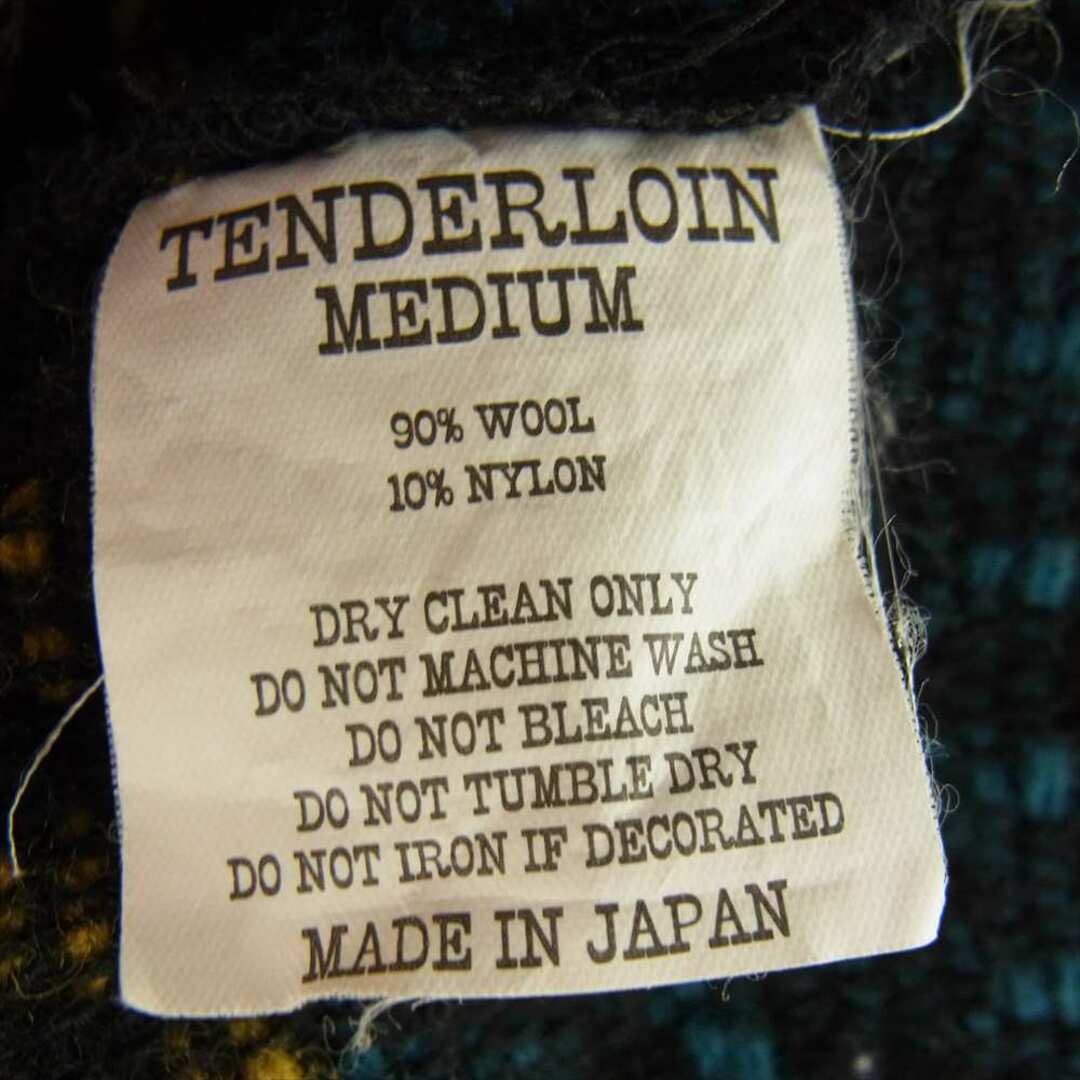 TENDERLOIN
MEDIUM
90% WOOL
10% NYLON
DRY CLEAN ONLY
DO NOT MACHINE WASH
DO NOT BLEACH
DO NOT TUMBLE DRY
DO NOT IRON IF DECORATED
MADE IN JAPAN